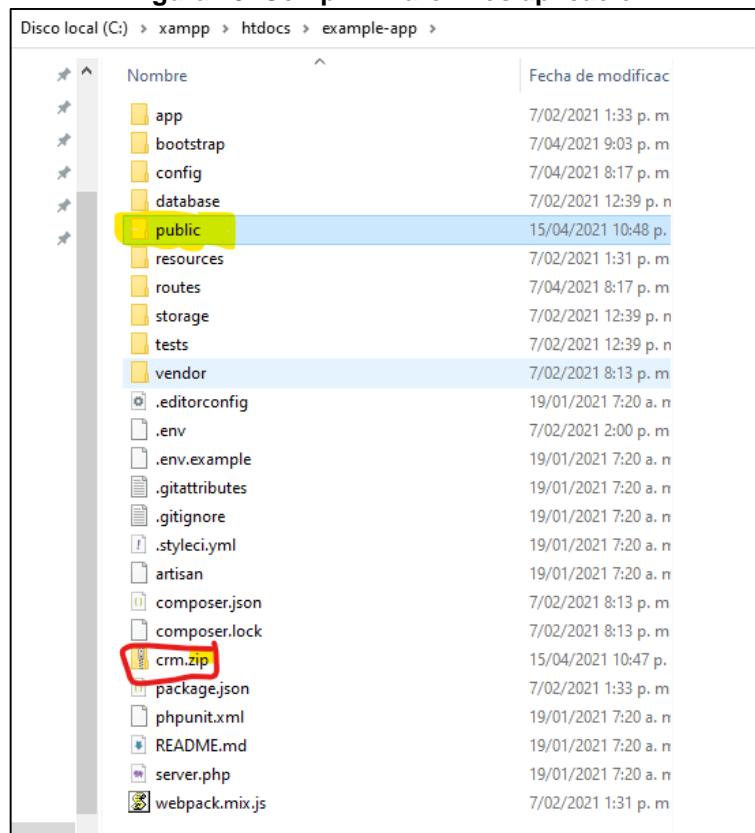 Disco local (C:) > xampp > htdocs > example-app >
Nombre Fecha de modificac
app 7/02/2021 1:33 p. m
bootstrap 7/04/2021 9:03 p. m
config 7/04/2021 8:17 p. m
database 7/02/2021 12:39 p. n
public 15/04/2021 10:48 p.
resources 7/02/2021 1:31 p. m
routes 7/04/2021 8:17 p. m
storage 7/02/2021 12:39 p. n
tests 7/02/2021 12:39 p. n
vendor 7/02/2021 8:13 p. m
.editorconfig 19/01/2021 7:20 a. n
.env 7/02/2021 2:00 p. m
.env.example 19/01/2021 7:20 a. n
.gitattributes 19/01/2021 7:20 a. n
.gitignore 19/01/2021 7:20 a. n
.styleci.yml 19/01/2021 7:20 a. n
artisan 19/01/2021 7:20 a. n
composer.json 7/02/2021 8:13 p. m
composer.lock 7/02/2021 8:13 p. m
crm.zip 15/04/2021 10:47 p.
package.json 7/02/2021 1:33 p. m
phpunit.xml 19/01/2021 7:20 a. n
README.md 19/01/2021 7:20 a. n
server.php 19/01/2021 7:20 a. n
webpack.mix.js 7/02/2021 1:31 p. m